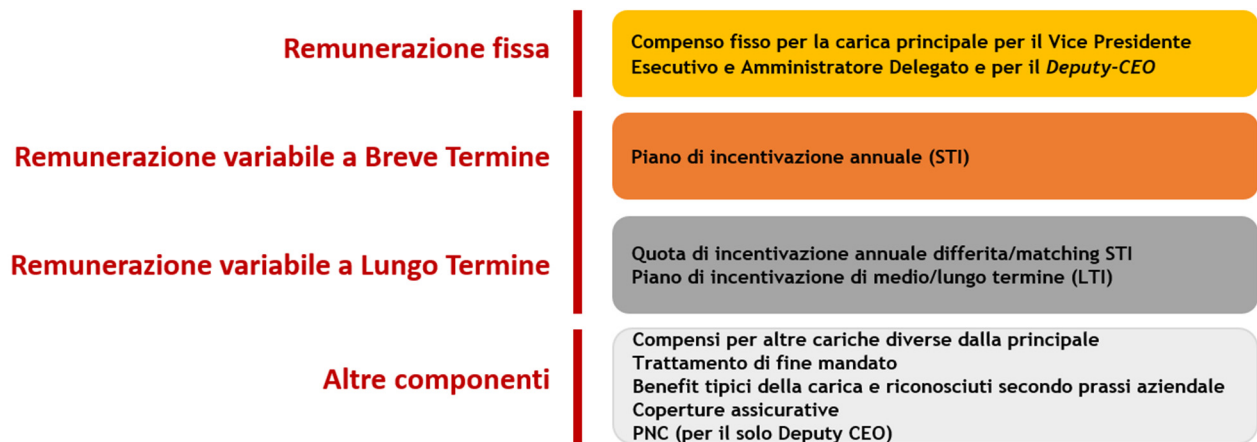 Remunerazione fissa
Compenso fisso per la carica principale per il Vice Presidente
Esecutivo e Amministratore Delegato e per il Deputy-CEO
Remunerazione variabile a Breve Termine
Piano di incentivazione annuale (STI)
Remunerazione variabile a Lungo Termine
Quota di incentivazione annuale differita/matching STI
Piano di incentivazione di medio/lungo termine (LTI)
Altre componenti
Compensi per altre cariche diverse dalla principale
Trattamento di fine mandato
Benefit tipici della carica e riconosciuti secondo prassi aziendale
Coperture assicurative
PNC (per il solo Deputy CEO)